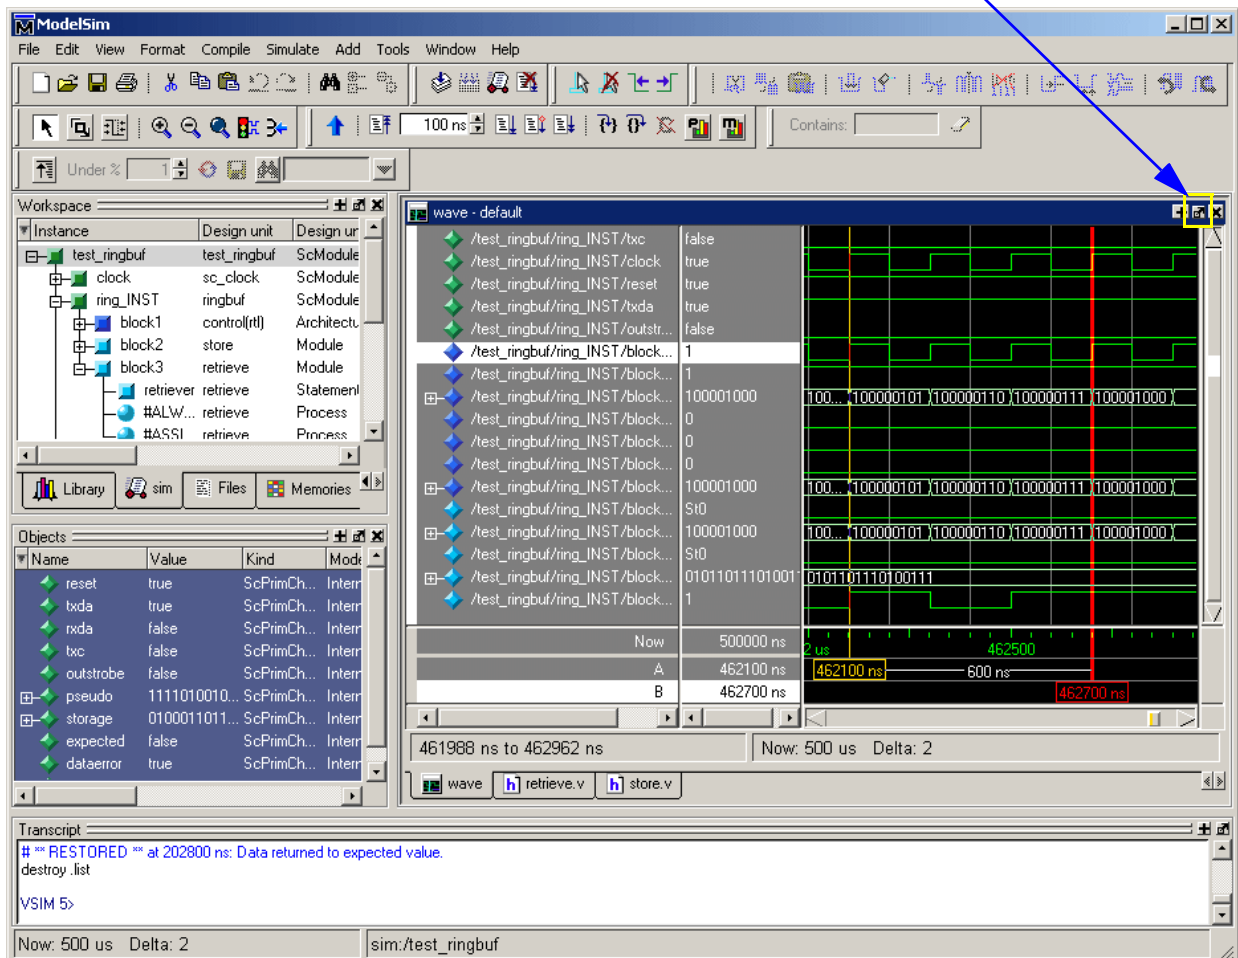 ModelSim
File Edit View Format Compile Simulate Add Tools Window Help
100 ns
Contains:
Under % 1
Workspace
Instance Design unit Design ur
test_ringbuf test_ringbuf ScModule
clock sc_clock ScModule
ring_INST ringbuf ScModule
block1 control(rtl) Architectu
block2 store Module
block3 retrieve Module
retriever retrieve Statement
#ALW... retrieve Process
#ASSI retrieve Process
Library sim Files Memories
Objects
Name Value Kind Mode
reset true ScPrimCh... Intern
txda true ScPrimCh... Intern
rxda false ScPrimCh... Intern
txc false ScPrimCh... Intern
outstrobe false ScPrimCh... Intern
pseudo 1111010010... ScPrimCh... Intern
storage 0100011011... ScPrimCh... Intern
expected false ScPrimCh... Intern
dataerror true ScPrimCh... Intern
wave - default
/test_ringbuf/ring_INST/txc false
/test_ringbuf/ring_INST/clock true
/test_ringbuf/ring_INST/reset true
/test_ringbuf/ring_INST/txda true
/test_ringbuf/ring_INST/outstr... false
/test_ringbuf/ring_INST/block... 1
/test_ringbuf/ring_INST/block... 1
/test_ringbuf/ring_INST/block... 100001000 100... 100000101 100000110 100000111 100001000
/test_ringbuf/ring_INST/block... 0
/test_ringbuf/ring_INST/block... 0
/test_ringbuf/ring_INST/block... 0
/test_ringbuf/ring_INST/block... 100001000 100... 100000101 100000110 100000111 100001000
/test_ringbuf/ring_INST/block... St0
/test_ringbuf/ring_INST/block... 100001000 100... 100000101 100000110 100000111 100001000
/test_ringbuf/ring_INST/block... St0
/test_ringbuf/ring_INST/block... 01011011101001 0101101110100111
/test_ringbuf/ring_INST/block... 1
Now 500000 ns 2 us 462500
A 462100 ns 462100 ns 600 ns
B 462700 ns 462700 ns
461988 ns to 462962 ns Now: 500 us Delta: 2
wave h retrieve.v h store.v
Transcript
# ** RESTORED ** at 202800 ns: Data returned to expected value.
destroy .list
VSIM 5>
Now: 500 us Delta: 2 sim:/test_ringbuf